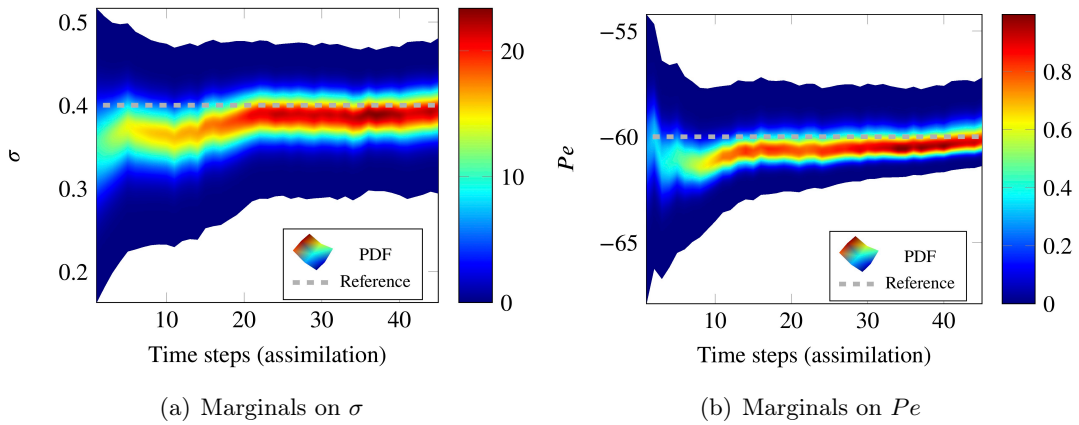 0.5
0.4
0.3
0.2
σ
10
20
30
40
Time steps (assimilation)
PDF
Reference
20
10
0
(a) Marginals on σ
−55
−60
−65
Pe
10
20
30
40
Time steps (assimilation)
PDF
Reference
0.8
0.6
0.4
0.2
0
(b) Marginals on Pe